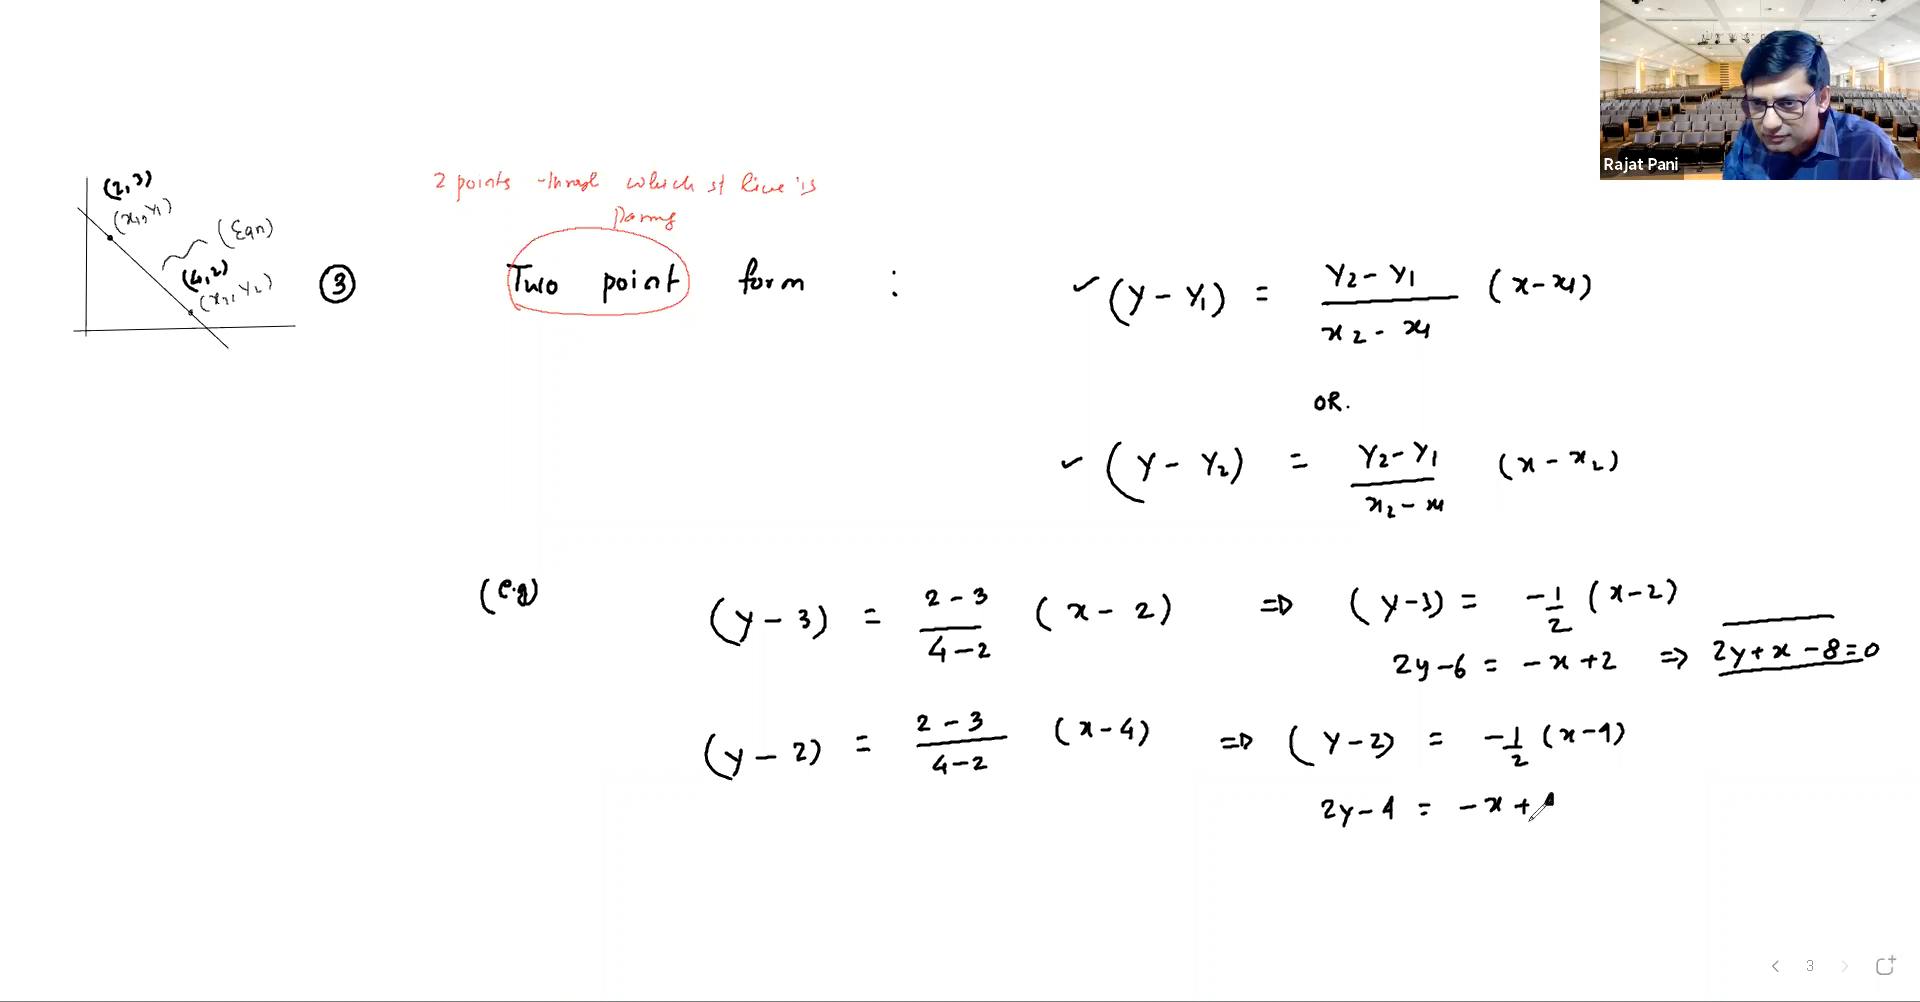 Rajat Pani
(2,3)
(x1, y1)
(Eqn)
(4,2)
(x2, y2)
2 points through which st line is
passing
③ Two point form :
✓ (y - y1) = (y2 - y1)/(x2 - x1) (x - x1)
OR.
✓ (y - y2) = (y2 - y1)/(x2 - x1) (x - x2)
(e.g)
(y - 3) = (2 - 3)/(4 - 2) (x - 2) ⇒ (y - 3) = -1/2 (x - 2)
2y - 6 = -x + 2 ⇒ 2y + x - 8 = 0
(y - 2) = (2 - 3)/(4 - 2) (x - 4) ⇒ (y - 2) = -1/2 (x - 4)
2y - 4 = -x +
3